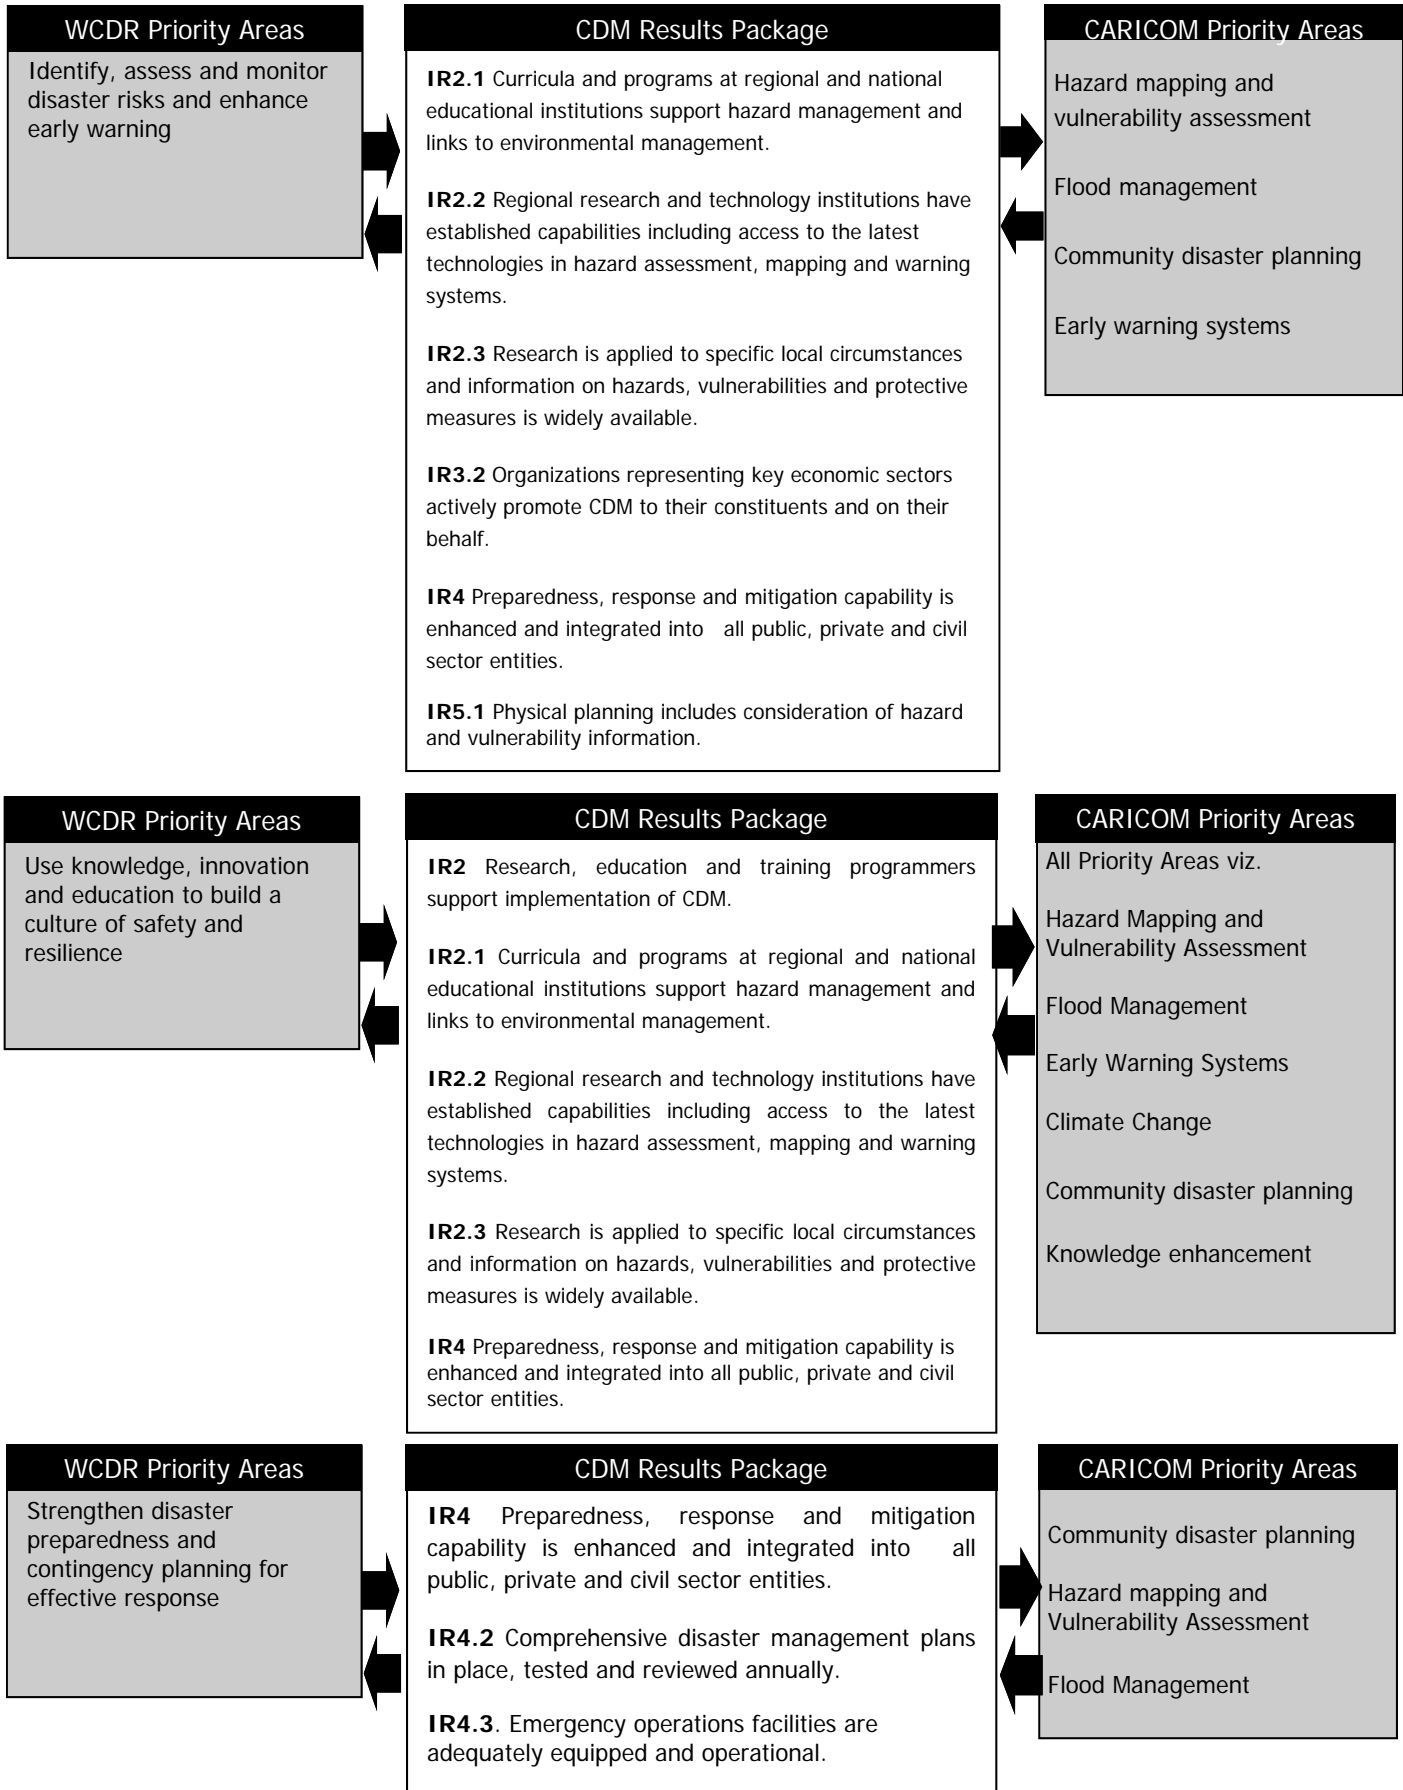 WCDR Priority Areas
Identify, assess and monitor
disaster risks and enhance
early warning
CDM Results Package
IR2.1 Curricula and programs at regional and national
educational institutions support hazard management and
links to environmental management.
IR2.2 Regional research and technology institutions have
established capabilities including access to the latest
technologies in hazard assessment, mapping and warning
systems.
IR2.3 Research is applied to specific local circumstances
and information on hazards, vulnerabilities and protective
measures is widely available.
IR3.2 Organizations representing key economic sectors
actively promote CDM to their constituents and on their
behalf.
IR4 Preparedness, response and mitigation capability is
enhanced and integrated into all public, private and civil
sector entities.
IR5.1 Physical planning includes consideration of hazard
and vulnerability information.
CARICOM Priority Areas
Hazard mapping and
vulnerability assessment
Flood management
Community disaster planning
Early warning systems
WCDR Priority Areas
Use knowledge, innovation
and education to build a
culture of safety and
resilience
CDM Results Package
IR2 Research, education and training programmers
support implementation of CDM.
IR2.1 Curricula and programs at regional and national
educational institutions support hazard management and
links to environmental management.
IR2.2 Regional research and technology institutions have
established capabilities including access to the latest
technologies in hazard assessment, mapping and warning
systems.
IR2.3 Research is applied to specific local circumstances
and information on hazards, vulnerabilities and protective
measures is widely available.
IR4 Preparedness, response and mitigation capability is
enhanced and integrated into all public, private and civil
sector entities.
CARICOM Priority Areas
All Priority Areas viz.
Hazard Mapping and
Vulnerability Assessment
Flood Management
Early Warning Systems
Climate Change
Community disaster planning
Knowledge enhancement
WCDR Priority Areas
Strengthen disaster
preparedness and
contingency planning for
effective response
CDM Results Package
IR4 Preparedness, response and mitigation
capability is enhanced and integrated into all
public, private and civil sector entities.
IR4.2 Comprehensive disaster management plans
in place, tested and reviewed annually.
IR4.3. Emergency operations facilities are
adequately equipped and operational.
CARICOM Priority Areas
Community disaster planning
Hazard mapping and
Vulnerability Assessment
Flood Management